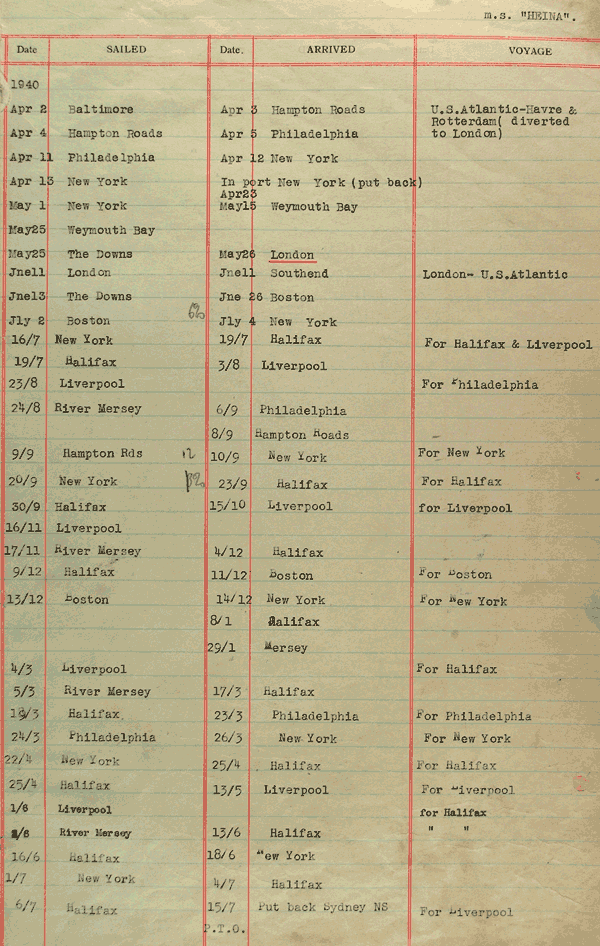 m.s. "HEINA".
Date SAILED Date. ARRIVED VOYAGE
1940
Apr 2 Baltimore Apr 3 Hampton Roads U.S.Atlantic-Havre &
Rotterdam( diverted
Apr 4 Hampton Roads Apr 5 Philadelphia to London)
Apr 11 Philadelphia Apr 12 New York
Apr 13 New York In port New York (put back)
Apr23
May 1 New York May15 Weymouth Bay
May25 Weymouth Bay
May25 The Downs May26 London
Jne11 London Jne11 Southend London- U.S.Atlantic
Jne13 The Downs Jne 26 Boston
Jly 2 Boston Jly 4 New York
16/7 New York 19/7 Halifax For Halifax & Liverpool
19/7 Halifax 3/8 Liverpool
23/8 Liverpool For Philadelphia
24/8 River Mersey 6/9 Philadelphia
8/9 Hampton Roads
9/9 Hampton Rds 12 10/9 New York For New York
20/9 New York 23/9 Halifax For Halifax
30/9 Halifax 15/10 Liverpool for Liverpool
16/11 Liverpool
17/11 River Mersey 4/12 Halifax
9/12 Halifax 11/12 Boston For Boston
13/12 Boston 14/12 New York For New York
8/1 Halifax
29/1 Mersey
4/3 Liverpool For Halifax
5/3 River Mersey 17/3 Halifax
Halifax 23/3 Philadelphia For Philadelphia
24/3 Philadelphia 26/3 New York For New York
22/4 New York 25/4 Halifax For Halifax
25/4 Halifax 13/5 Liverpool For Liverpool
1/6 Liverpool for Halifax
River Mersey 13/6 Halifax " "
16/6 Halifax 18/6 New York
1/7 New York 4/7 Halifax
6/7 Halifax 15/7 Put back Sydney NS For Liverpool
P.T.O.